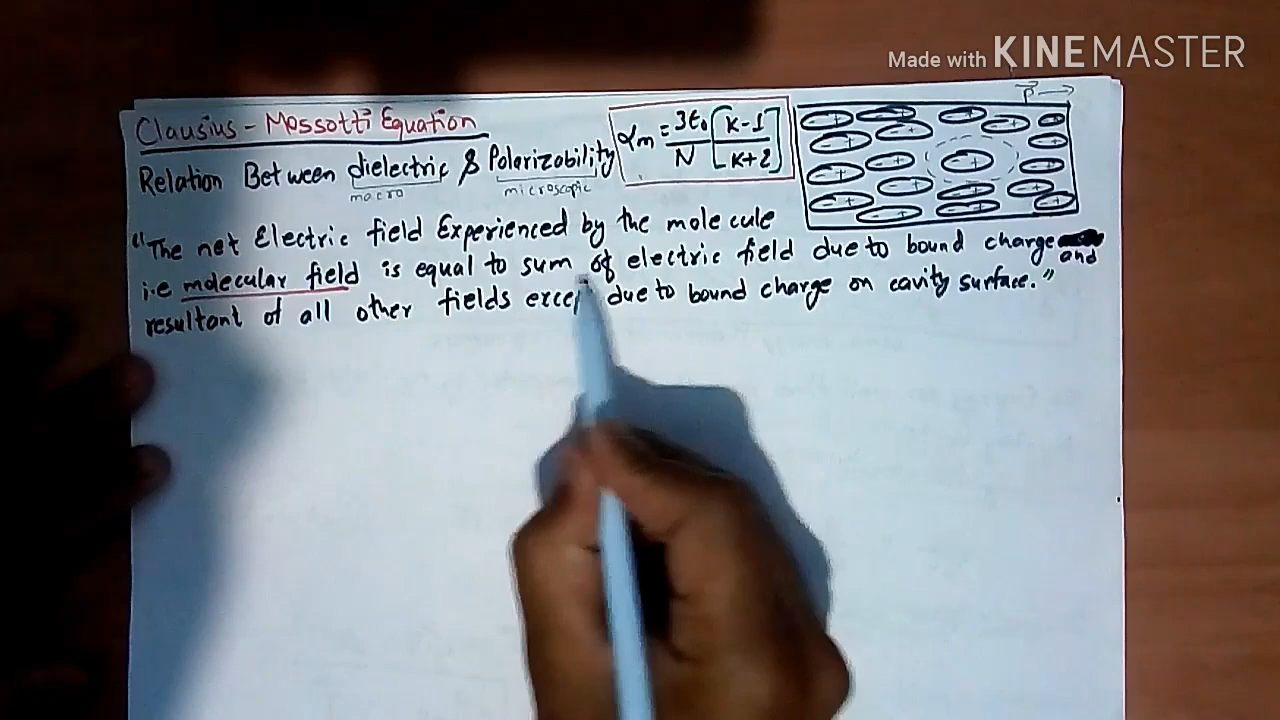 Made with KINEMASTER
Clausius - Mossotti Equation
Relation Between dielectric & Polarizability
macro microscopic
αm = 3ε0/N [K-1/K+2]
P →
"The net Electric field Experienced by the molecule
i.e molecular field is equal to sum of electric field due to bound charge and
resultant of all other fields due to bound charge on cavity surface."